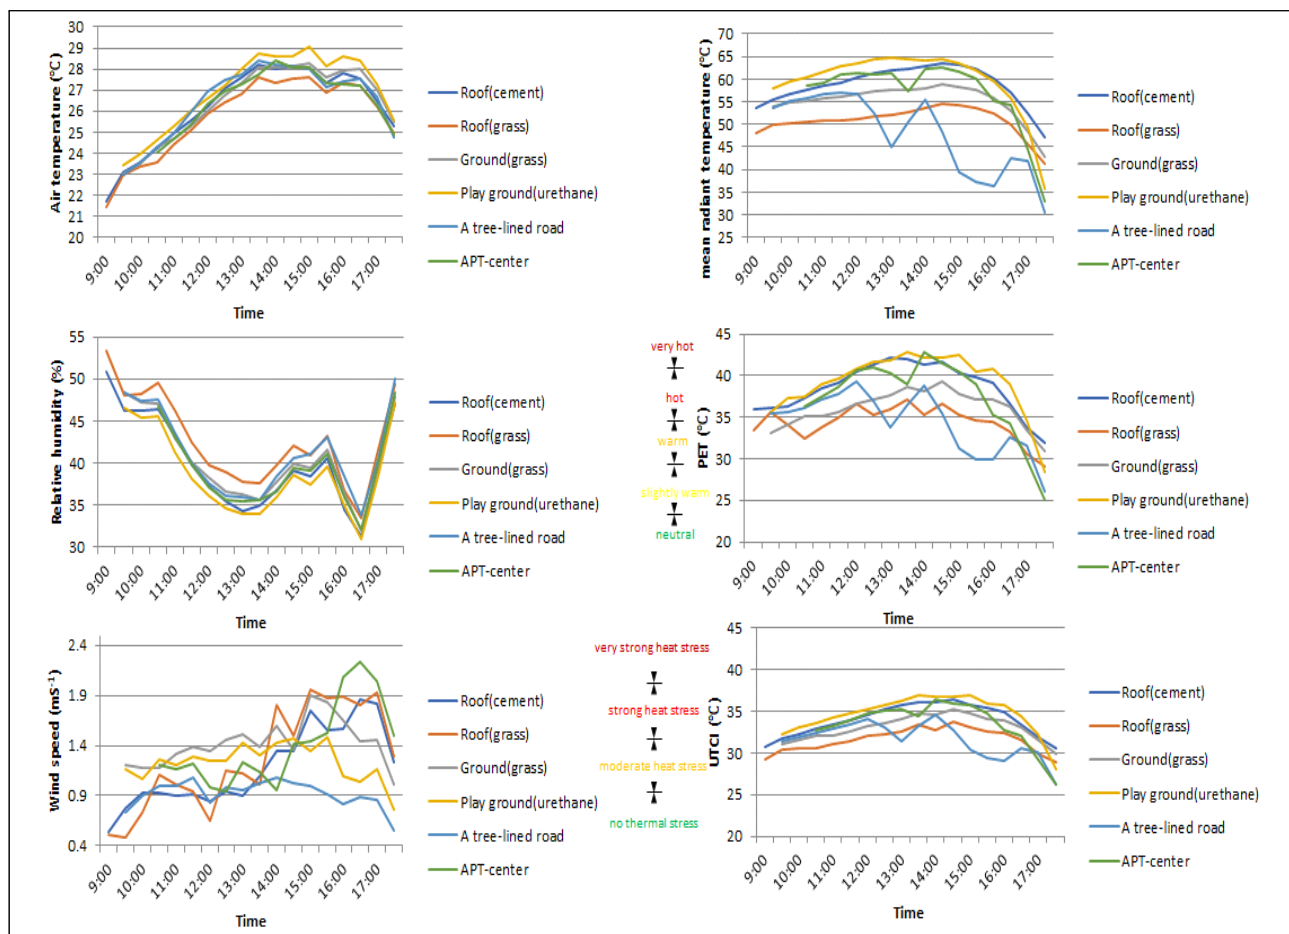 Air temperature (℃)
30
29
28
27
26
25
24
23
22
21
20
9:00
10:00
11:00
12:00
13:00
14:00
15:00
16:00
17:00
Time
Roof(cement)
Roof(grass)
Ground(grass)
Play ground(urethane)
A tree-lined road
APT-center
mean radiant temperature (℃)
70
65
60
55
50
45
40
35
30
25
9:00
10:00
11:00
12:00
13:00
14:00
15:00
16:00
17:00
Time
Roof(cement)
Roof(grass)
Ground(grass)
Play ground(urethane)
A tree-lined road
APT-center
Relative humidity (%)
55
50
45
40
35
30
9:00
10:00
11:00
12:00
13:00
14:00
15:00
16:00
17:00
Time
Roof(cement)
Roof(grass)
Ground(grass)
Play ground(urethane)
A tree-lined road
APT-center
very hot
hot
warm
slightly warm
neutral
PET (℃)
45
40
35
30
25
20
9:00
10:00
11:00
12:00
13:00
14:00
15:00
16:00
17:00
Time
Roof(cement)
Roof(grass)
Ground(grass)
Play ground(urethane)
A tree-lined road
APT-center
Wind speed (mS⁻¹)
2.4
1.9
1.4
0.9
0.4
9:00
10:00
11:00
12:00
13:00
14:00
15:00
16:00
17:00
Time
Roof(cement)
Roof(grass)
Ground(grass)
Play ground(urethane)
A tree-lined road
APT-center
very strong heat stress
strong heat stress
moderate heat stress
no thermal stress
UTCI (℃)
45
40
35
30
25
20
9:00
10:00
11:00
12:00
13:00
14:00
15:00
16:00
17:00
Time
Roof(cement)
Roof(grass)
Ground(grass)
Play ground(urethane)
A tree-lined road
APT-center